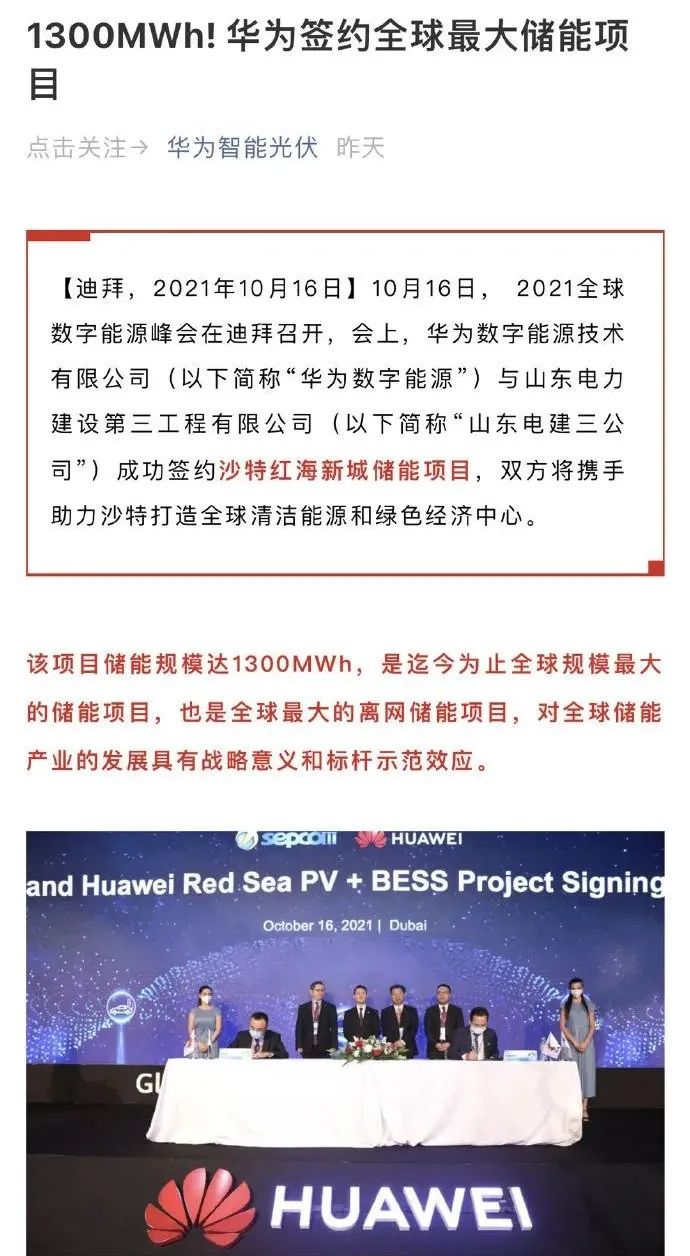 1300MWh! 华为签约全球最大储能项
目
点击关注→ 华为智能光伏 昨天
【迪拜，2021年10月16日】10月16日， 2021全球
数字能源峰会在迪拜召开，会上，华为数字能源技术
有限公司（以下简称“华为数字能源”）与山东电力
建设第三工程有限公司（以下简称“山东电建三公
司”）成功签约沙特红海新城储能项目，双方将携手
助力沙特打造全球清洁能源和绿色经济中心。
该项目储能规模达1300MWh，是迄今为止全球规模最大
的储能项目，也是全球最大的离网储能项目，对全球储能
产业的发展具有战略意义和标杆示范效应。
sepcoIII HUAWEI
and Huawei Red Sea PV + BESS Project Signing
October 16, 2021 | Dubai
HUAWEI